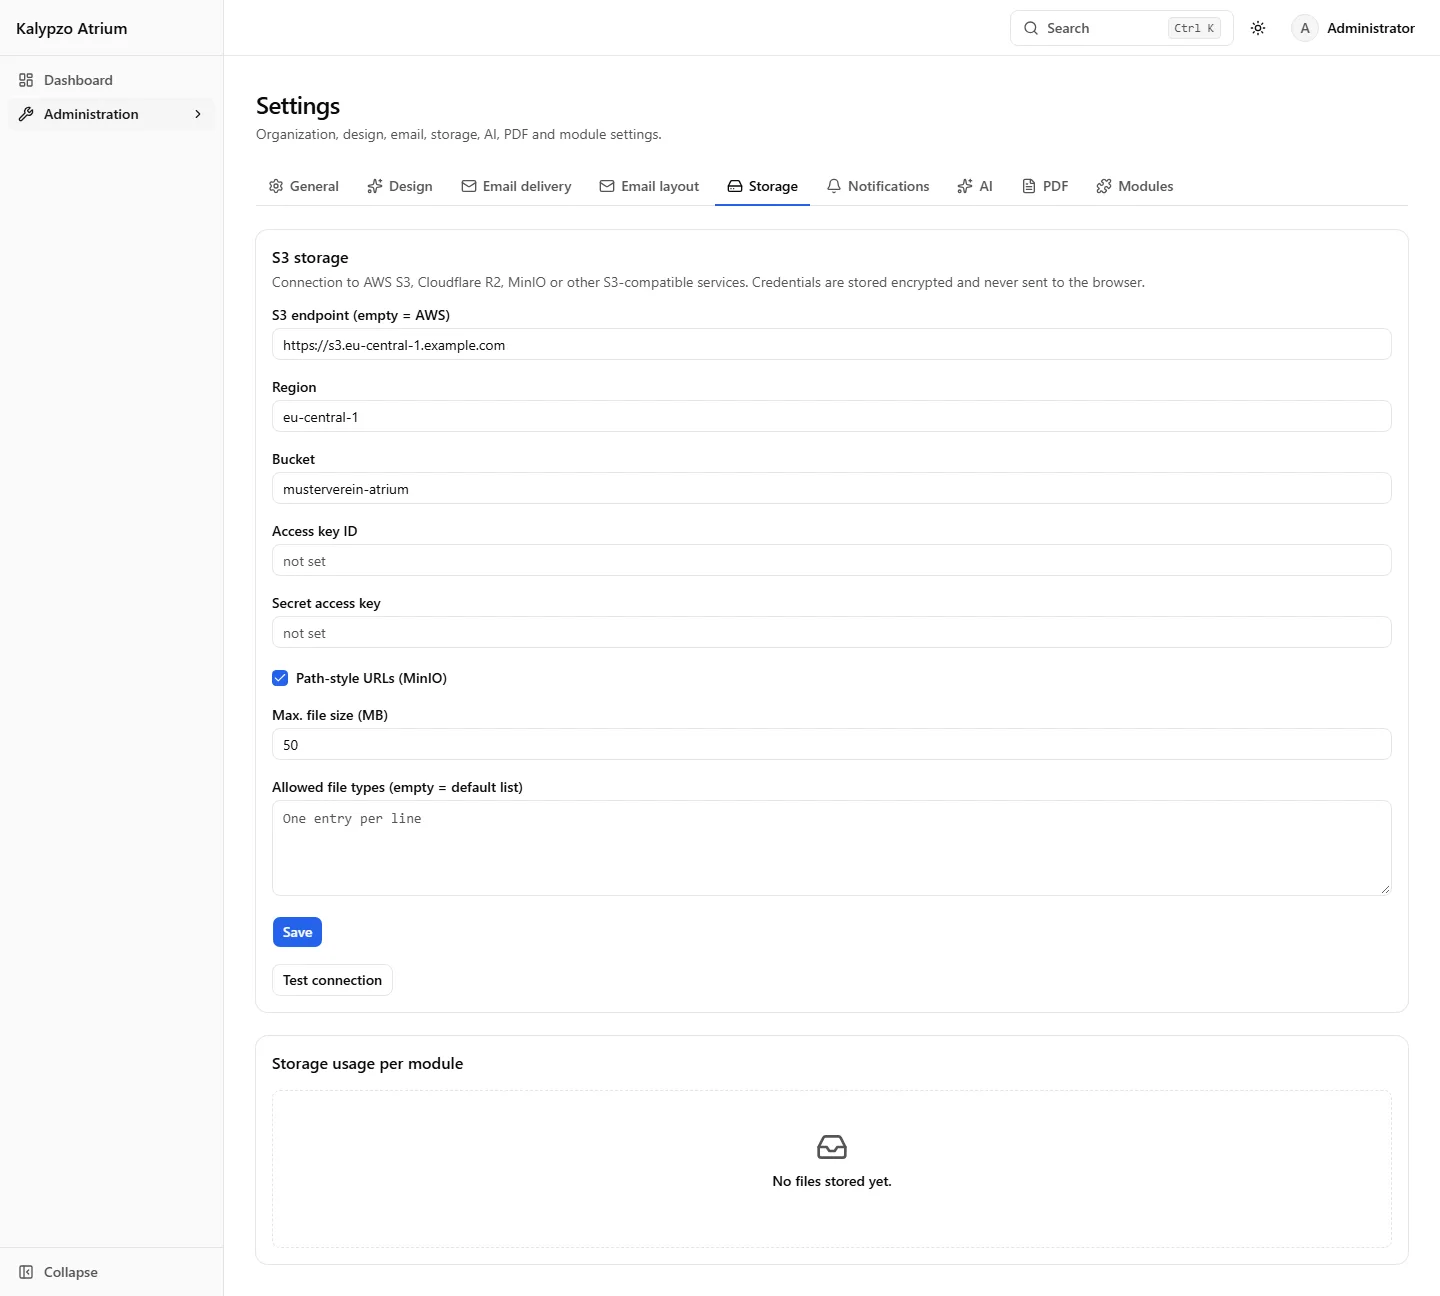 Kalypzo Atrium
Search
Ctrl K
A
Administrator
Dashboard
Administration
Settings
Organization, design, email, storage, AI, PDF and module settings.
General
Design
Email delivery
Email layout
Storage
Notifications
AI
PDF
Modules
S3 storage
Connection to AWS S3, Cloudflare R2, MinIO or other S3-compatible services. Credentials are stored encrypted and never sent to the browser.
S3 endpoint (empty = AWS)
https://s3.eu-central-1.example.com
Region
eu-central-1
Bucket
musterverein-atrium
Access key ID
not set
Secret access key
not set
Path-style URLs (MinIO)
Max. file size (MB)
50
Allowed file types (empty = default list)
One entry per line
Save
Test connection
Storage usage per module
No files stored yet.
Collapse